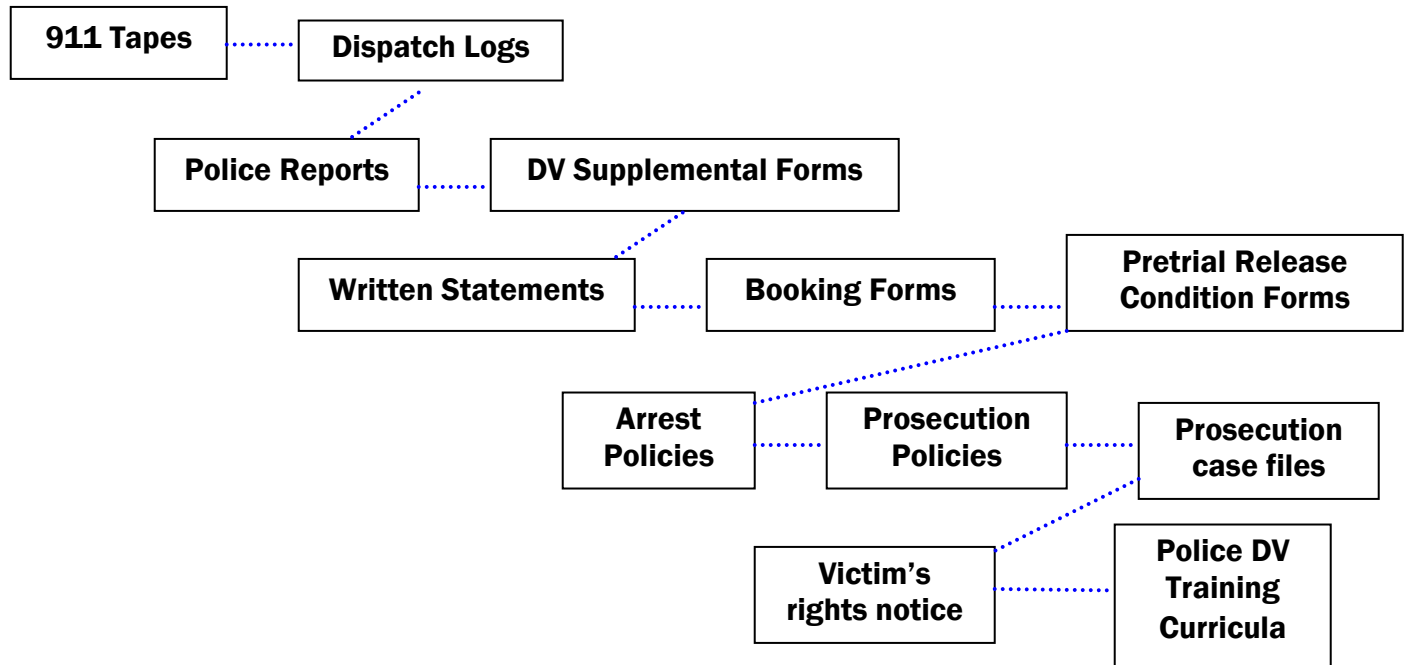 911 Tapes
Dispatch Logs
Police Reports
DV Supplemental Forms
Written Statements
Booking Forms
Pretrial Release
Condition Forms
Arrest
Policies
Prosecution
Policies
Prosecution
case files
Victim’s
rights notice
Police DV
Training
Curricula